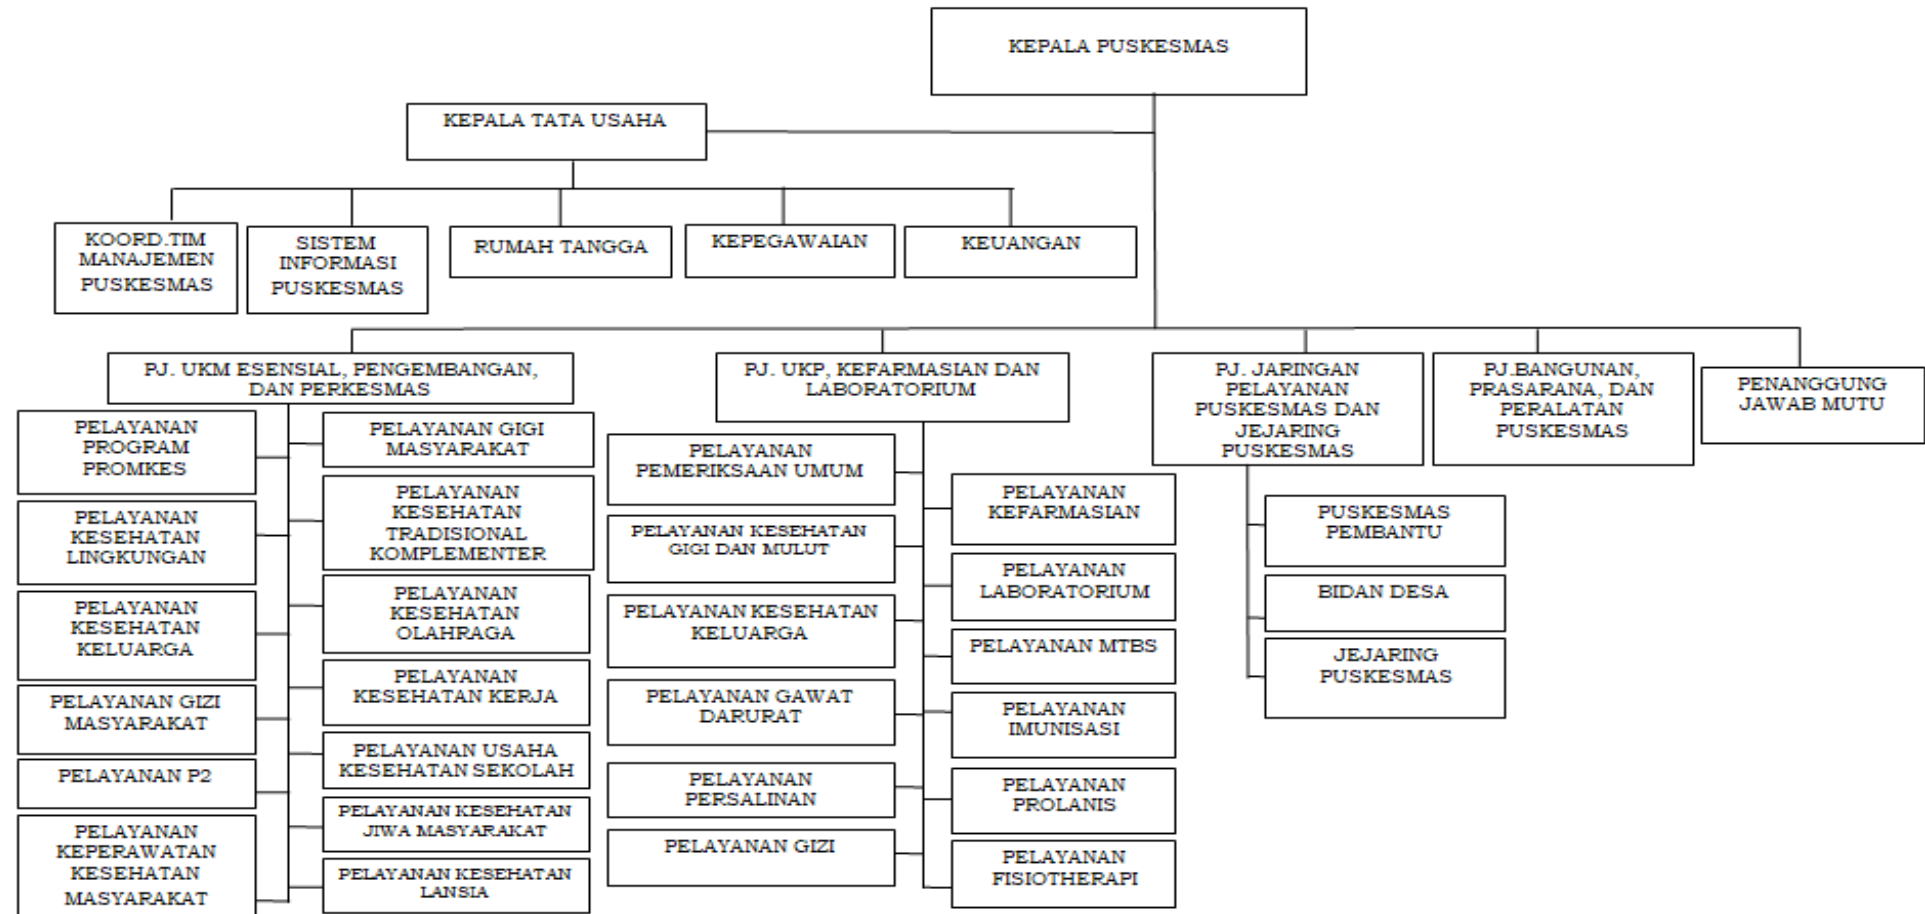 KEPALA PUSKESMAS
KEPALA TATA USAHA
KOORD.TIM
MANAJEMEN
PUSKESMAS
SISTEM
INFORMASI
PUSKESMAS
RUMAH TANGGA
KEPEGAWAIAN
KEUANGAN
PJ. UKM ESENSIAL, PENGEMBANGAN,
DAN PERKESMAS
PELAYANAN
PROGRAM
PROMKES
PELAYANAN
KESEHATAN
LINGKUNGAN
PELAYANAN
KESEHATAN
KELUARGA
PELAYANAN GIZI
MASYARAKAT
PELAYANAN P2
PELAYANAN
KEPERAWATAN
KESEHATAN
MASYARAKAT
PELAYANAN GIGI
MASYARAKAT
PELAYANAN
KESEHATAN
TRADISIONAL
KOMPLEMENTER
PELAYANAN
KESEHATAN
OLAHRAGA
PELAYANAN
KESEHATAN KERJA
PELAYANAN USAHA
KESEHATAN SEKOLAH
PELAYANAN KESEHATAN
JIWA MASYARAKAT
PELAYANAN KESEHATAN
LANSIA
PJ. UKP, KEFARMASIAN DAN
LABORATORIUM
PELAYANAN
PEMERIKSAAN UMUM
PELAYANAN KESEHATAN
GIGI DAN MULUT
PELAYANAN KESEHATAN
KELUARGA
PELAYANAN GAWAT
DARURAT
PELAYANAN
PERSALINAN
PELAYANAN GIZI
PELAYANAN
KEFARMASIAN
PELAYANAN
LABORATORIUM
PELAYANAN MTBS
PELAYANAN
IMUNISASI
PELAYANAN
PROLANIS
PELAYANAN
FISIOTHERAPI
PJ. JARINGAN
PELAYANAN
PUSKESMAS DAN
JEJARING
PUSKESMAS
PUSKESMAS
PEMBANTU
BIDAN DESA
JEJARING
PUSKESMAS
PJ.BANGUNAN,
PRASARANA, DAN
PERALATAN
PUSKESMAS
PENANGGUNG
JAWAB MUTU